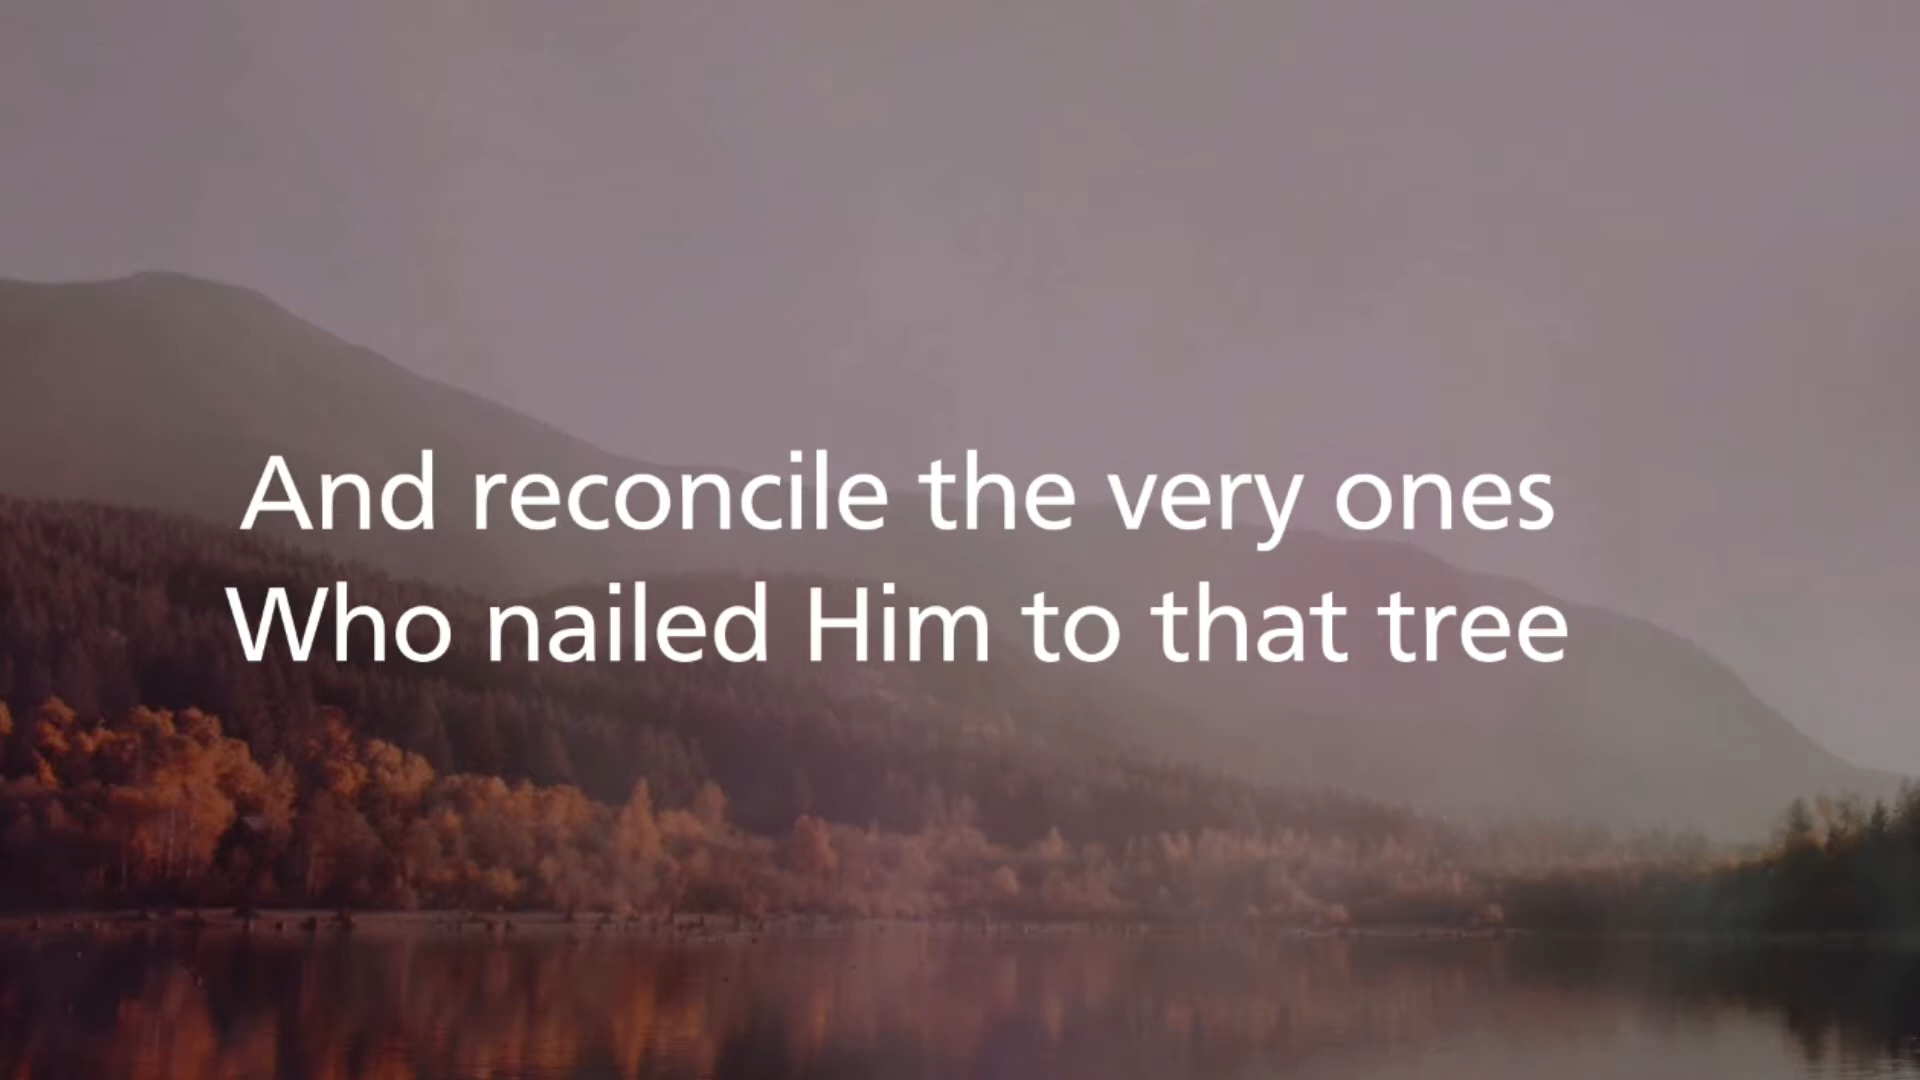 And reconcile the very ones
Who nailed Him to that tree